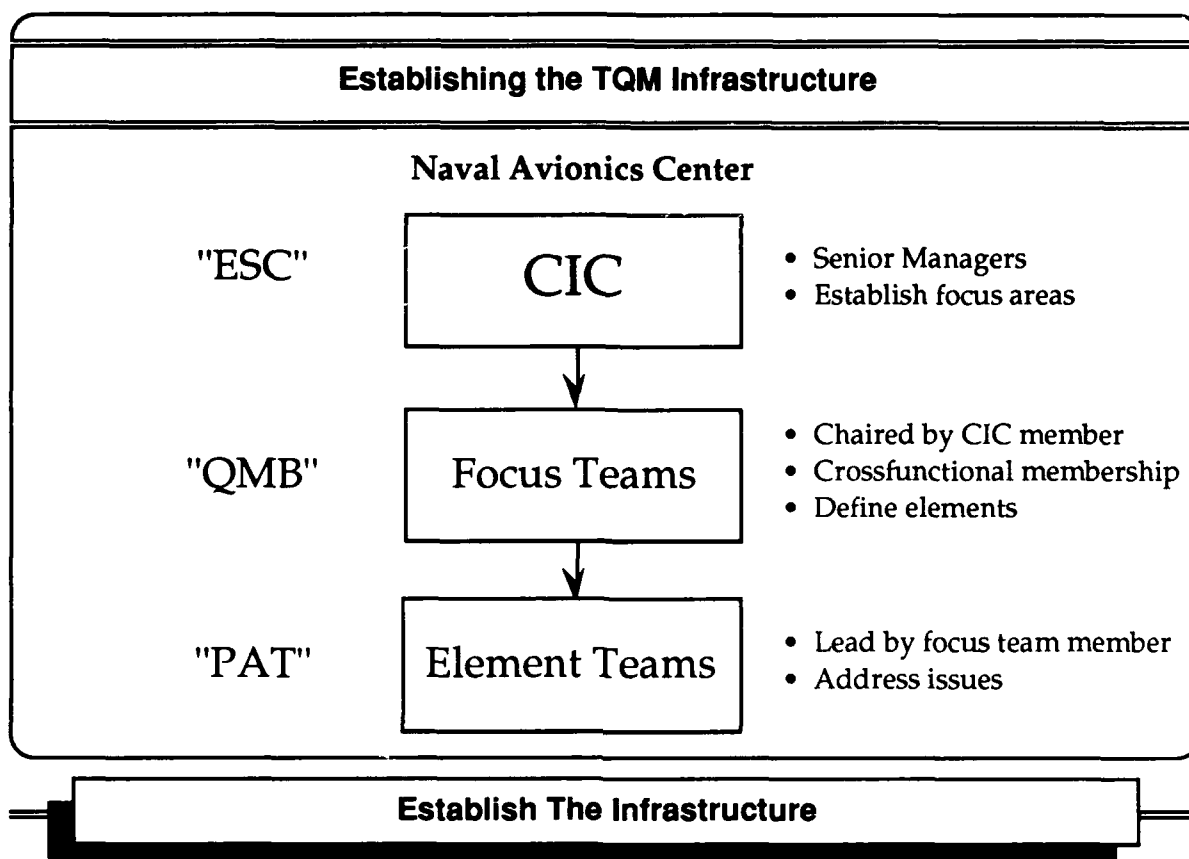 Establishing the TQM Infrastructure
Naval Avionics Center
"ESC"
CIC
• Senior Managers
• Establish focus areas
"QMB"
Focus Teams
• Chaired by CIC member
• Crossfunctional membership
• Define elements
"PAT"
Element Teams
• Lead by focus team member
• Address issues
Establish The Infrastructure